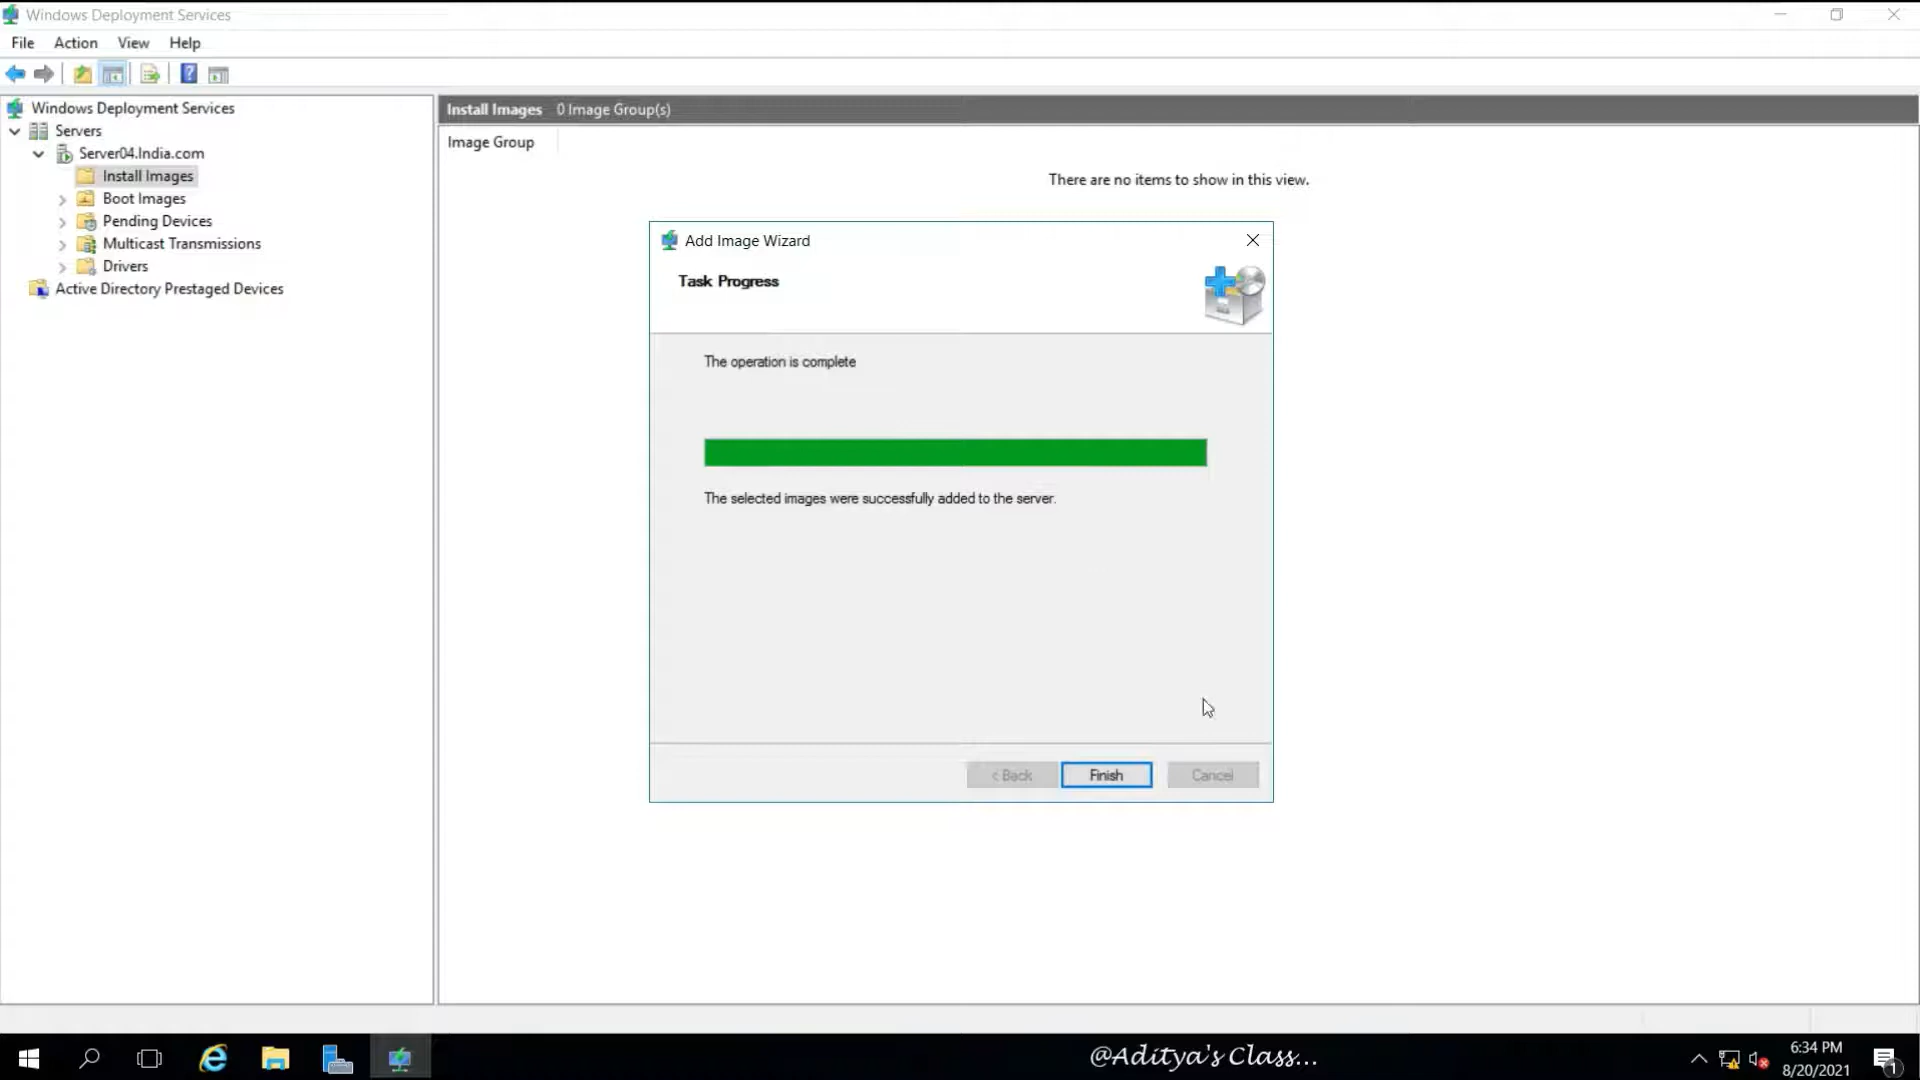 Windows Deployment Services
File Action View Help
Windows Deployment Services
Servers
Server04.India.com
Install Images
Boot Images
Pending Devices
Multicast Transmissions
Drivers
Active Directory Prestaged Devices
Install Images 0 Image Group(s)
Image Group
There are no items to show in this view.
Add Image Wizard
Task Progress
The operation is complete
The selected images were successfully added to the server.
< Back Finish Cancel
@Aditya's Class...
6:34 PM
8/20/2021
1